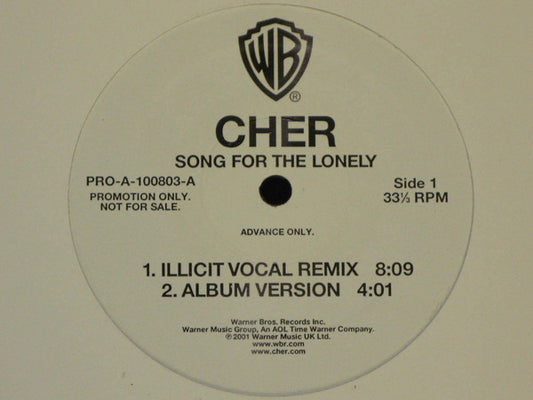 WB
®
CHER
SONG FOR THE LONELY
PRO-A-100803-A
PROMOTION ONLY.
NOT FOR SALE.
Side 1
33⅓ RPM
ADVANCE ONLY.
1. ILLICIT VOCAL REMIX 8:09
2. ALBUM VERSION 4:01
Warner Bros. Records Inc.
Warner Music Group, An AOL Time Warner Company.
℗ 2001 Warner Music UK Ltd.
www.wbr.com
www.cher.com